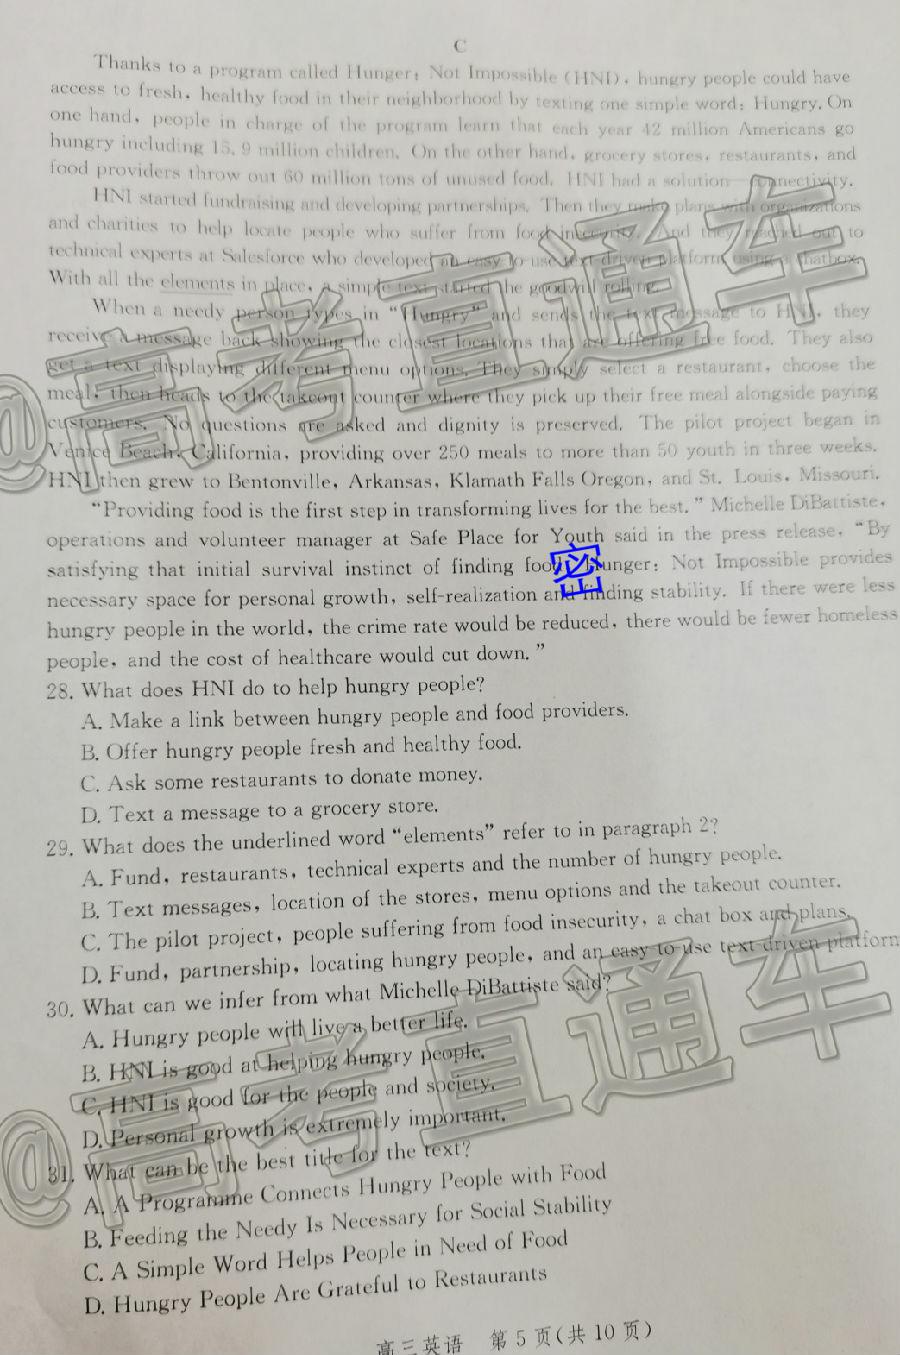 C
Thanks to a program called Hunger: Not Impossible (HNI), hungry people could have
access to fresh, healthy food in their neighborhood by texting one simple word: Hungry. On
one hand, people in charge of the program learn that each year 42 million Americans go
hungry including 15.9 million children. On the other hand, grocery stores, restaurants, and
food providers throw out 60 million tons of unused food. HNI had a solution connectivity.
HNI started fundraising and developing partnerships. Then they make plans with organizations
and charities to help locate people who suffer from food insecurity. And they reached out to
technical experts at Salesforce who developed an easy to use text-driven platform using a chatbox.
With all the elements in place, a simple text started the goodwill rolling.
When a needy person types in “Hungry” and sends the text message to HNI, they
receive a message back showing the closest locations that are offering free food. They also
get a text displaying different menu options. They simply select a restaurant, choose the
meal, then heads to the takeout counter where they pick up their free meal alongside paying
customers. No questions are asked and dignity is preserved. The pilot project began in
Venice Beach, California, providing over 250 meals to more than 50 youth in three weeks.
HNI then grew to Bentonville, Arkansas, Klamath Falls Oregon, and St. Louis, Missouri.
“Providing food is the first step in transforming lives for the best.” Michelle DiBattiste,
operations and volunteer manager at Safe Place for Youth said in the press release, “By
satisfying that initial survival instinct of finding food, Hunger: Not Impossible provides
necessary space for personal growth, self-realization and finding stability. If there were less
hungry people in the world, the crime rate would be reduced, there would be fewer homeless
people, and the cost of healthcare would cut down.”
28. What does HNI do to help hungry people?
A. Make a link between hungry people and food providers.
B. Offer hungry people fresh and healthy food.
C. Ask some restaurants to donate money.
D. Text a message to a grocery store.
29. What does the underlined word “elements” refer to in paragraph 2?
A. Fund, restaurants, technical experts and the number of hungry people.
B. Text messages, location of the stores, menu options and the takeout counter.
C. The pilot project, people suffering from food insecurity, a chat box and plans.
D. Fund, partnership, locating hungry people, and an easy-to-use text-driven platform
30. What can we infer from what Michelle DiBattiste said?
A. Hungry people will live a better life.
B. HNI is good at helping hungry people.
C. HNI is good for the people and society.
D. Personal growth is extremely important.
31. What can be the best title for the text?
A. A Programme Connects Hungry People with Food
B. Feeding the Needy Is Necessary for Social Stability
C. A Simple Word Helps People in Need of Food
D. Hungry People Are Grateful to Restaurants
高三英语 第5页(共10页)
@高考直通车
@高考直通车